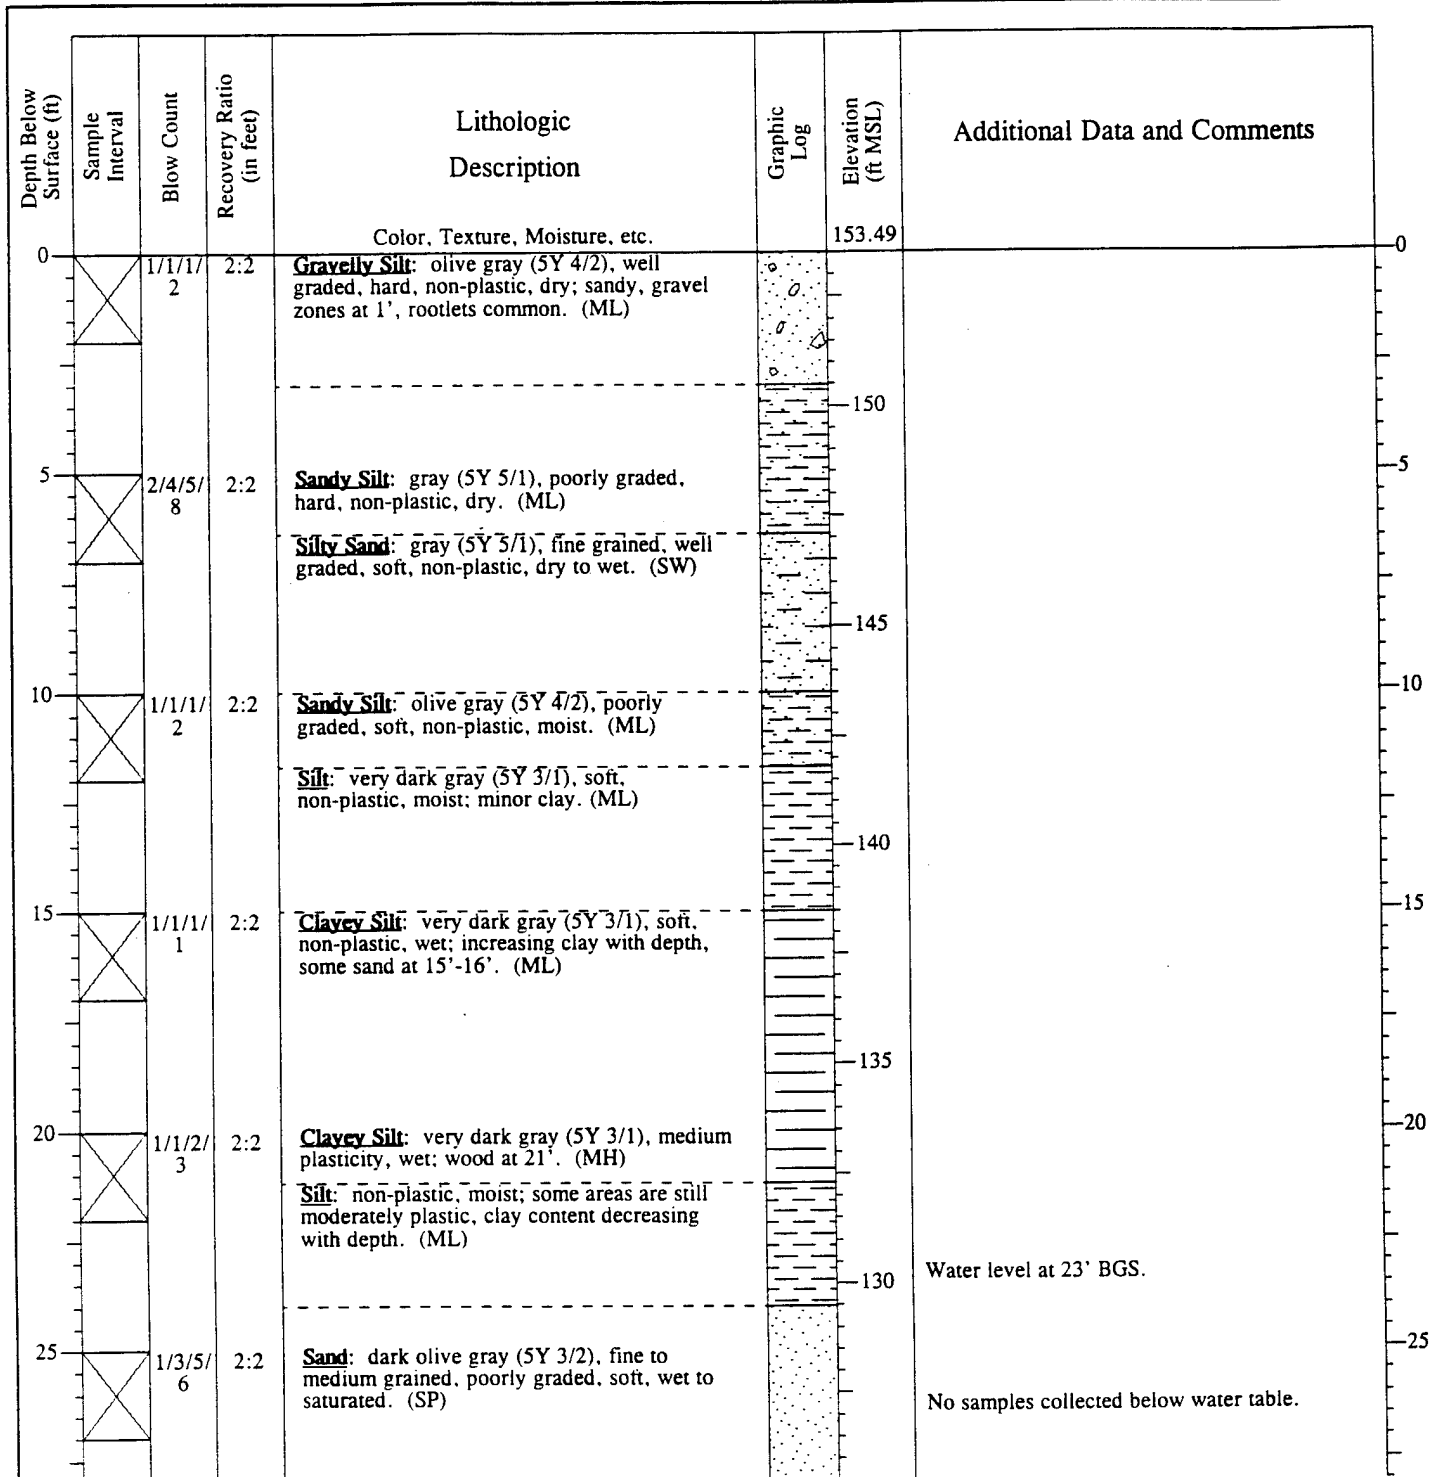 Depth Below
Surface (ft)
Sample
Interval
Blow Count
Recovery Ratio
(in feet)
Lithologic
Description
Color, Texture, Moisture, etc.
Graphic
Log
Elevation
(ft MSL)
153.49
Additional Data and Comments
0
0
1/1/1/
2
2:2
Gravelly Silt: olive gray (5Y 4/2), well
graded, hard, non-plastic, dry; sandy, gravel
zones at 1', rootlets common. (ML)
150
5
5
2/4/5/
8
2:2
Sandy Silt: gray (5Y 5/1), poorly graded,
hard, non-plastic, dry. (ML)
Silty Sand: gray (5Y 5/1), fine grained, well
graded, soft, non-plastic, dry to wet. (SW)
145
10
10
1/1/1/
2
2:2
Sandy Silt: olive gray (5Y 4/2), poorly
graded, soft, non-plastic, moist. (ML)
Silt: very dark gray (5Y 3/1), soft,
non-plastic, moist; minor clay. (ML)
140
15
15
1/1/1/
1
2:2
Clayey Silt: very dark gray (5Y 3/1), soft,
non-plastic, wet; increasing clay with depth,
some sand at 15'-16'. (ML)
135
20
20
1/1/2/
3
2:2
Clayey Silt: very dark gray (5Y 3/1), medium
plasticity, wet; wood at 21'. (MH)
Silt: non-plastic, moist; some areas are still
moderately plastic, clay content decreasing
with depth. (ML)
130
Water level at 23' BGS.
25
25
1/3/5/
6
2:2
Sand: dark olive gray (5Y 3/2), fine to
medium grained, poorly graded, soft, wet to
saturated. (SP)
No samples collected below water table.